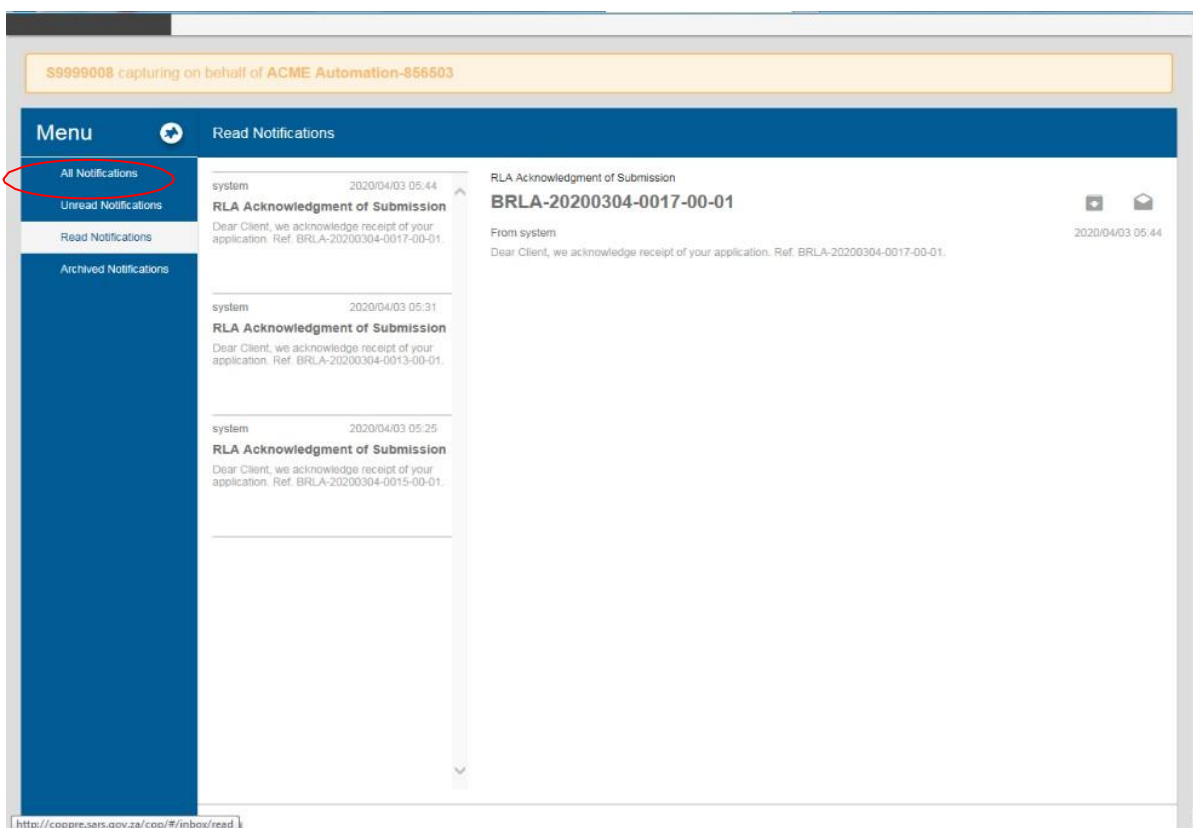 S9999008 capturing on behalf of ACME Automation-856503
Menu
Read Notifications
All Notifications
Unread Notifications
Read Notifications
Archived Notifications
system 2020/04/03 05:44
RLA Acknowledgment of Submission
Dear Client, we acknowledge receipt of your
application. Ref. BRLA-20200304-0017-00-01.
system 2020/04/03 05:31
RLA Acknowledgment of Submission
Dear Client, we acknowledge receipt of your
application. Ref. BRLA-20200304-0013-00-01.
system 2020/04/03 05:25
RLA Acknowledgment of Submission
Dear Client, we acknowledge receipt of your
application. Ref. BRLA-20200304-0015-00-01.
RLA Acknowledgment of Submission
BRLA-20200304-0017-00-01
From system 2020/04/03 05:44
Dear Client, we acknowledge receipt of your application. Ref. BRLA-20200304-0017-00-01.
http://coppre.sars.gov.za/cop/#/inbox/read